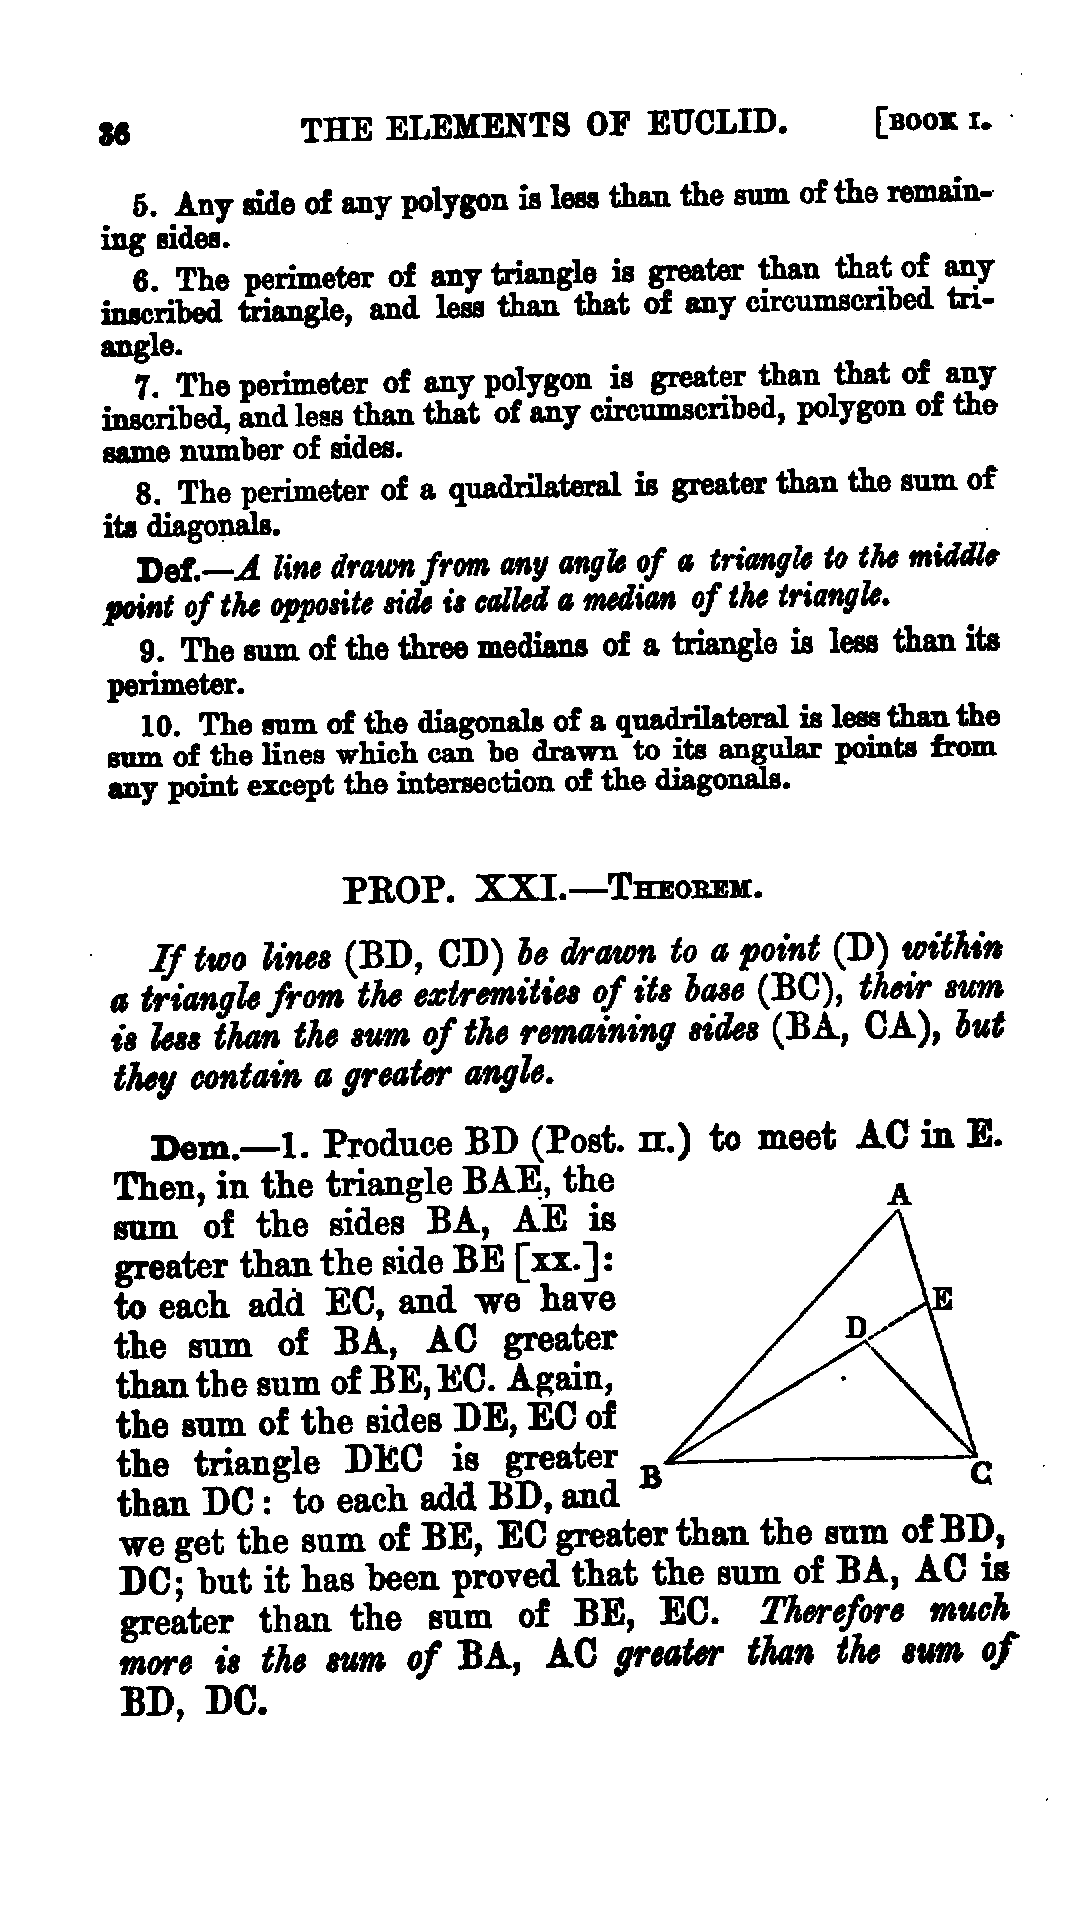 36 THE ELEMENTS OF EUCLID. [BOOK I.
5. Any side of any polygon is less than the sum of the remain-
ing sides.
6. The perimeter of any triangle is greater than that of any
inscribed triangle, and less than that of any circumscribed tri-
angle.
7. The perimeter of any polygon is greater than that of any
inscribed, and less than that of any circumscribed, polygon of the
same number of sides.
8. The perimeter of a quadrilateral is greater than the sum of
its diagonals.
Def.—A line drawn from any angle of a triangle to the middle
point of the opposite side is called a median of the triangle.
9. The sum of the three medians of a triangle is less than its
perimeter.
10. The sum of the diagonals of a quadrilateral is less than the
sum of the lines which can be drawn to its angular points from
any point except the intersection of the diagonals.
PROP. XXI.—THEOREM.
If two lines (BD, CD) be drawn to a point (D) within
a triangle from the extremities of its base (BC), their sum
is less than the sum of the remaining sides (BA, CA), but
they contain a greater angle.
Dem.—1. Produce BD (Post. II.) to meet AC in E.
Then, in the triangle BAE, the
sum of the sides BA, AE is
greater than the side BE [XX.]:
to each add EC, and we have
the sum of BA, AC greater
than the sum of BE, EC. Again,
the sum of the sides DE, EC of
the triangle DEC is greater
than DC: to each add BD, and
we get the sum of BE, EC greater than the sum of BD,
DC; but it has been proved that the sum of BA, AC is
greater than the sum of BE, EC. Therefore much
more is the sum of BA, AC greater than the sum of
BD, DC.
A
E
D
B
C